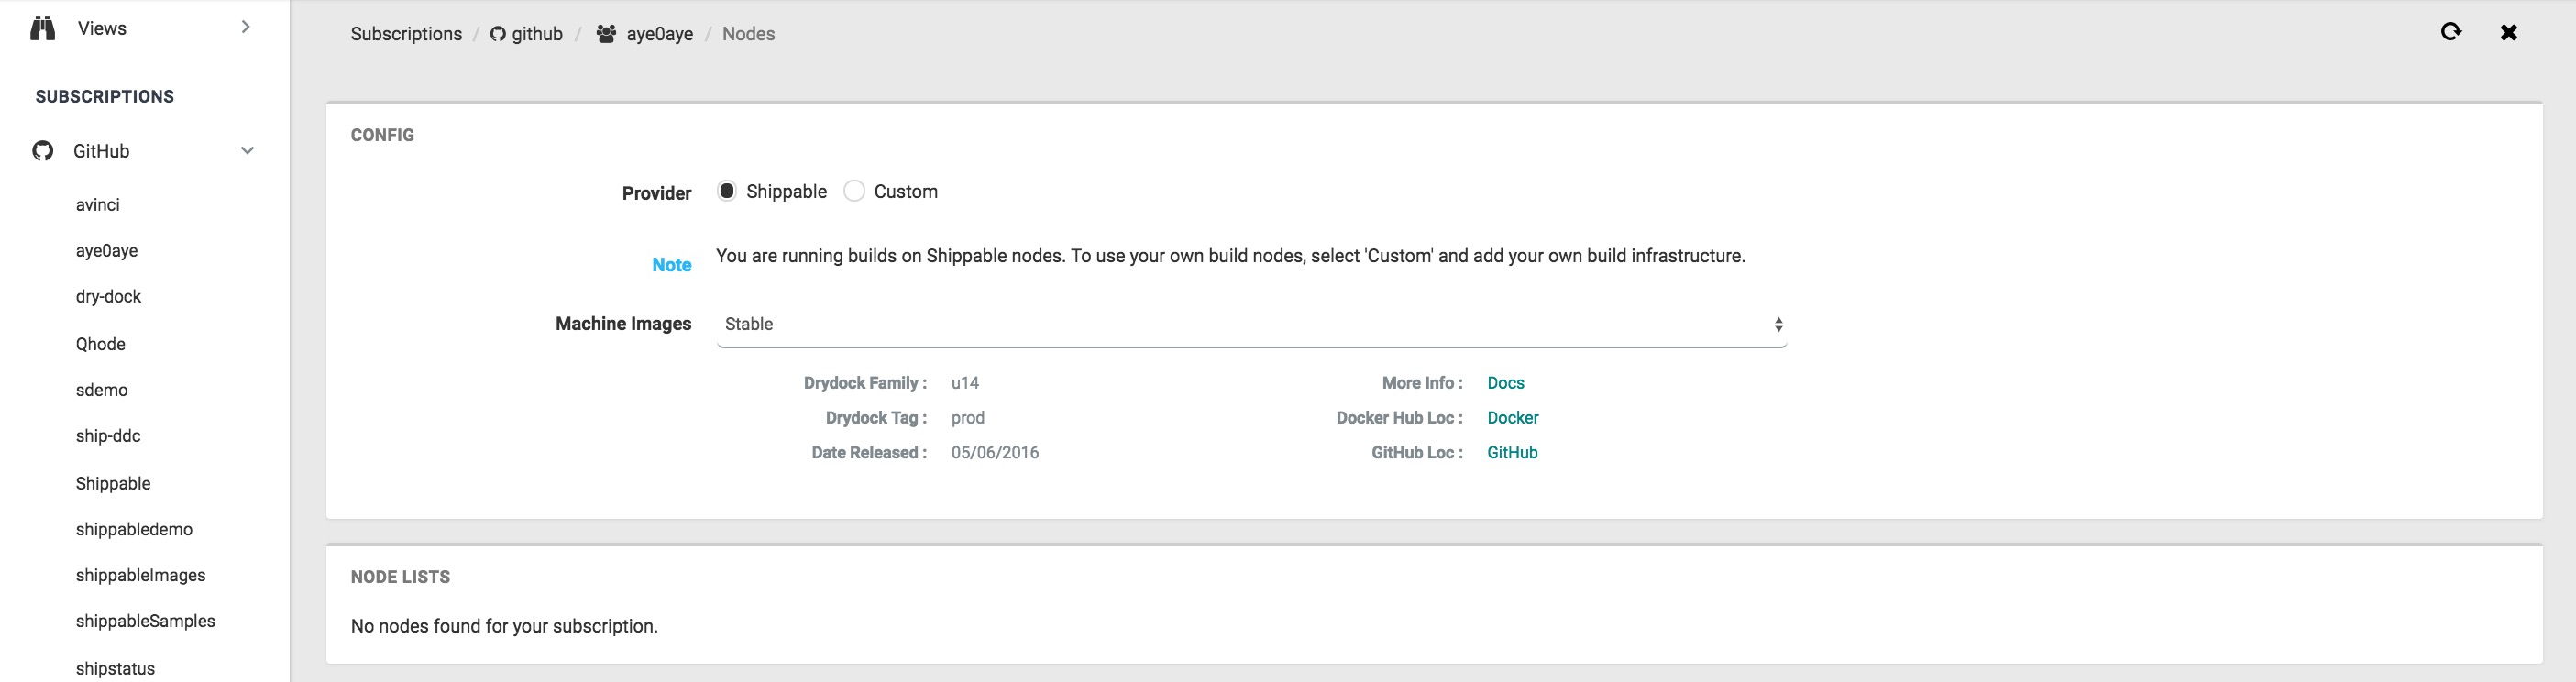 Views
SUBSCRIPTIONS
GitHub
avinci
aye0aye
dry-dock
Qhode
sdemo
ship-ddc
Shippable
shippabledemo
shippableImages
shippableSamples
shipstatus
Subscriptions / github / aye0aye / Nodes
CONFIG
Provider Shippable Custom
Note You are running builds on Shippable nodes. To use your own build nodes, select 'Custom' and add your own build infrastructure.
Machine Images Stable
Drydock Family : u14 More Info : Docs
Drydock Tag : prod Docker Hub Loc : Docker
Date Released : 05/06/2016 GitHub Loc : GitHub
NODE LISTS
No nodes found for your subscription.